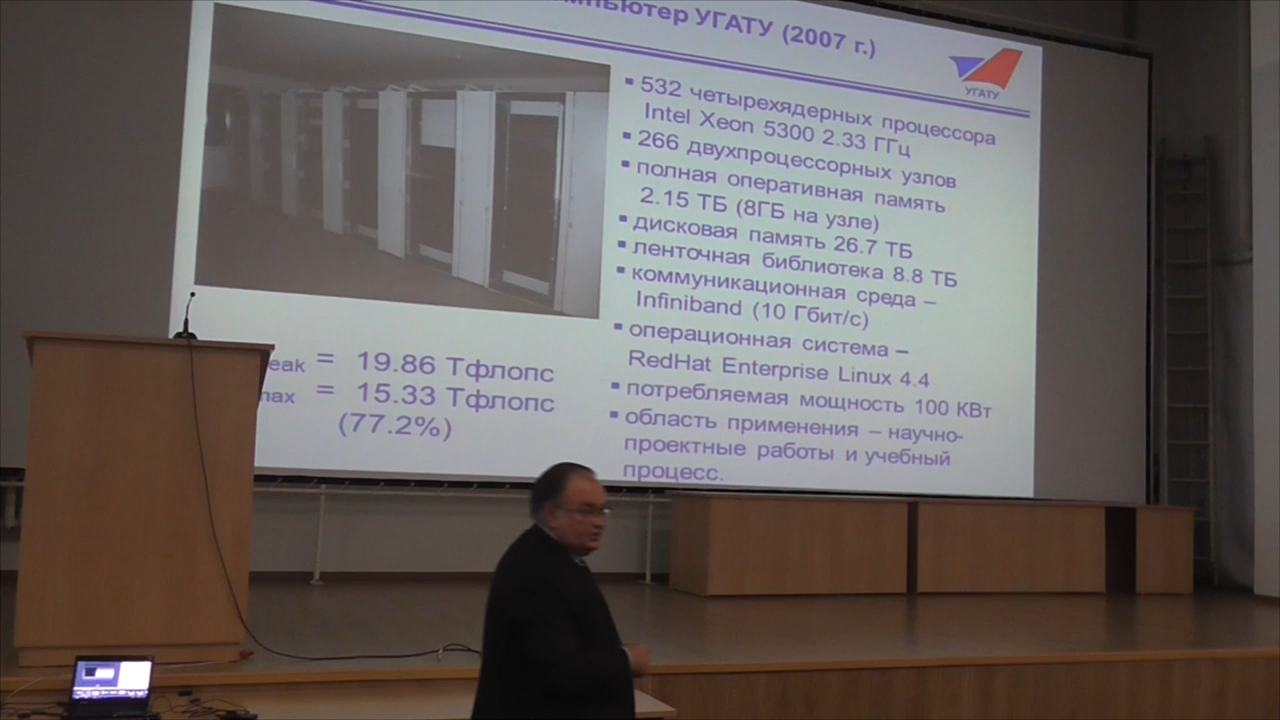 УГАТУ (2007 г.)
УГАТУ
▪ 532 четырехядерных процессора
Intel Xeon 5300 2.33 ГГц
▪ 266 двухпроцессорных узлов
▪ полная оперативная память
2.15 ТБ (8ГБ на узле)
▪ дисковая память 26.7 ТБ
▪ ленточная библиотека 8.8 ТБ
▪ коммуникационная среда –
Infiniband (10 Гбит/с)
▪ операционная система –
RedHat Enterprise Linux 4.4
▪ потребляемая мощность 100 КВт
▪ область применения – научно-
проектные работы и учебный
процесс.
= 19.86 Тфлопс
= 15.33 Тфлопс
(77.2%)